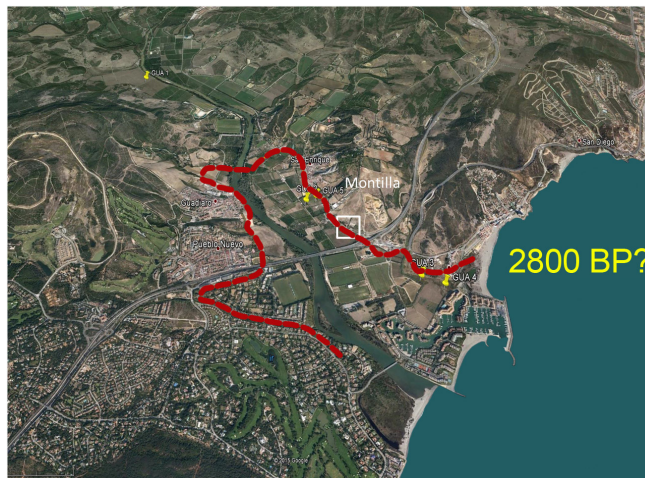 GUA 1
San Diego
San Enrique
GUA 5
Montilla
Guadiaro
Pueblo Nuevo
GUA 3
GUA 4
2800 BP?
© 2015 Google